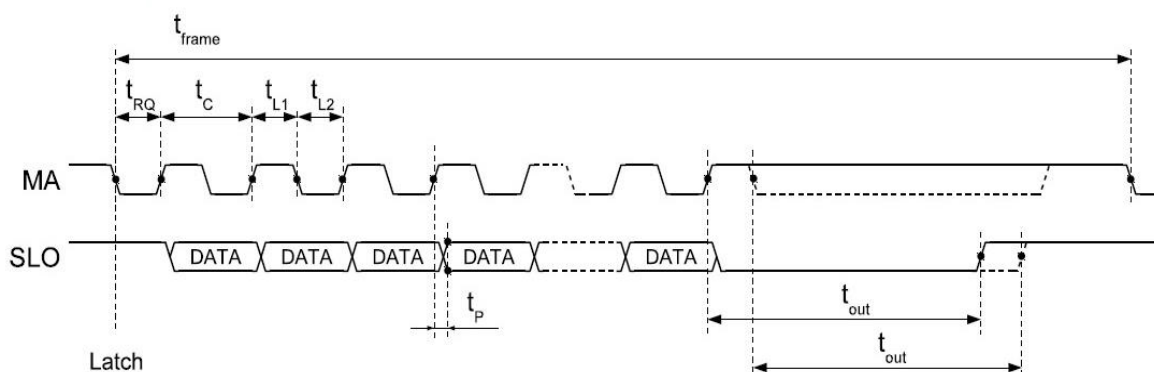 t_frame
t_RQ t_C t_L1 t_L2
MA
SLO DATA DATA DATA DATA DATA
t_P t_out
t_out
Latch